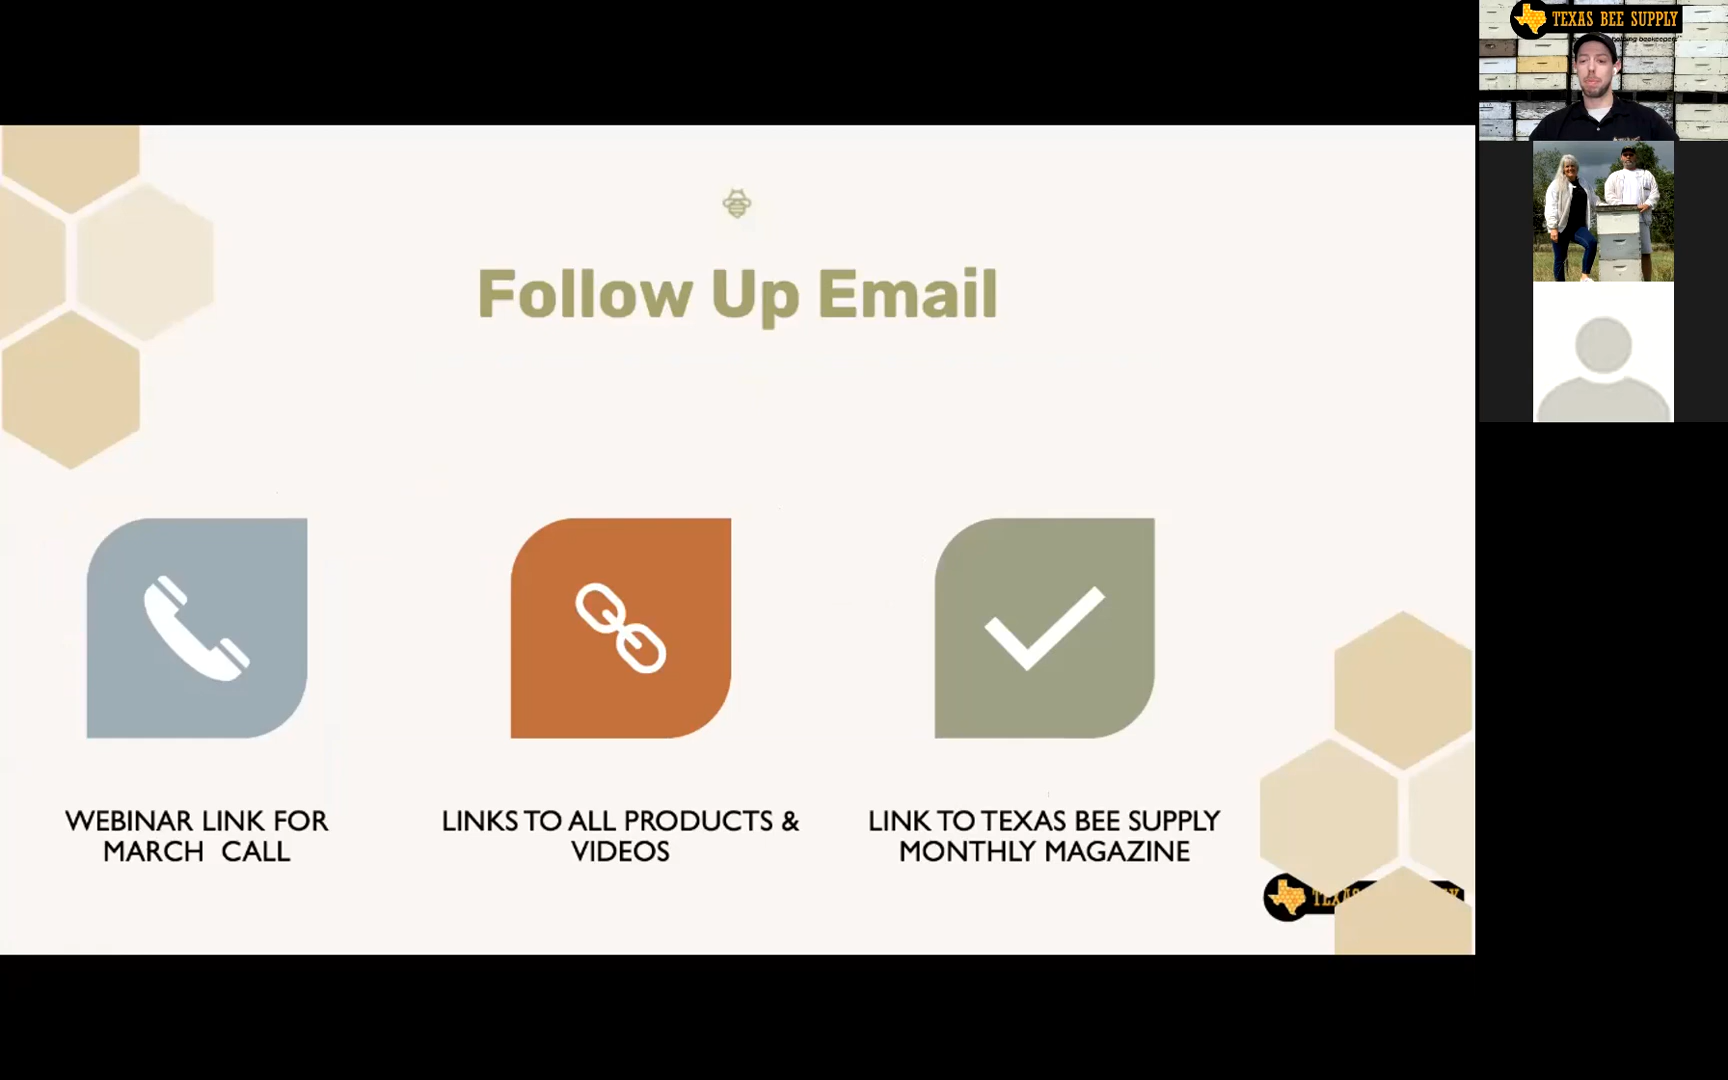 TEXAS BEE SUPPLY
Follow Up Email
WEBINAR LINK FOR
MARCH CALL
LINKS TO ALL PRODUCTS &
VIDEOS
LINK TO TEXAS BEE SUPPLY
MONTHLY MAGAZINE